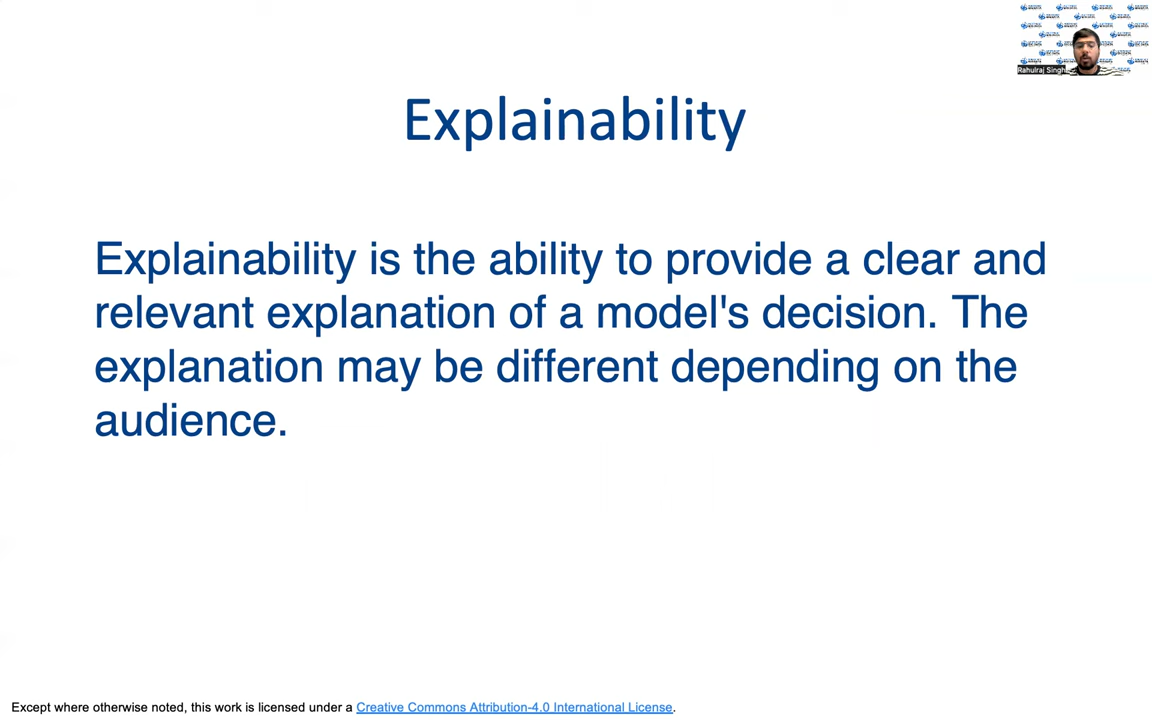 Rahulraj Singh
Explainability
Explainability is the ability to provide a clear and
relevant explanation of a model's decision. The
explanation may be different depending on the
audience.
Except where otherwise noted, this work is licensed under a Creative Commons Attribution-4.0 International License.